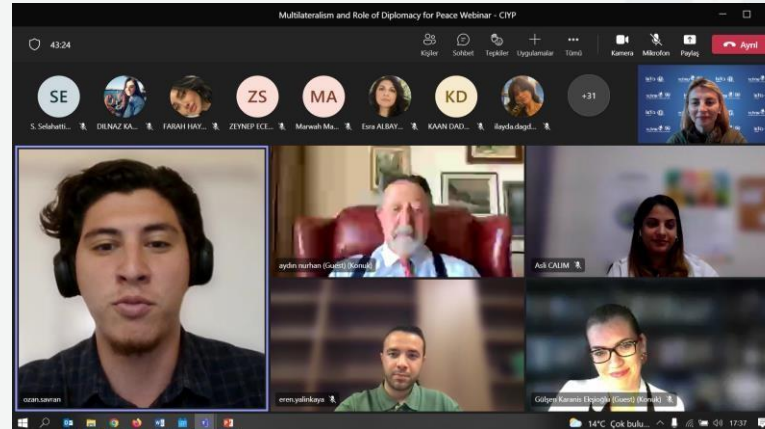 Multilateralism and Role of Diplomacy for Peace Webinar - CIYP
43:24
Kişiler Sohbet Tepkiler Uygulamalar Tümü Kamera Mikrofon Paylaş Ayrıl
SE ZS MA KD +31
S. Selahatti... DILNAZ KA... FARAH HAY... ZEYNEP ECE... Marwah Ma... Esra ALBAY... KAAN DAD... ilayda.dagd...
aydın nurhan (Guest) (Konuk)
Asli CALIM
ozan.savran
eren.yalinkaya
Gülşen Karanis Ekşioğlu (Guest) (Konuk)
14°C Çok bulu... 17:37